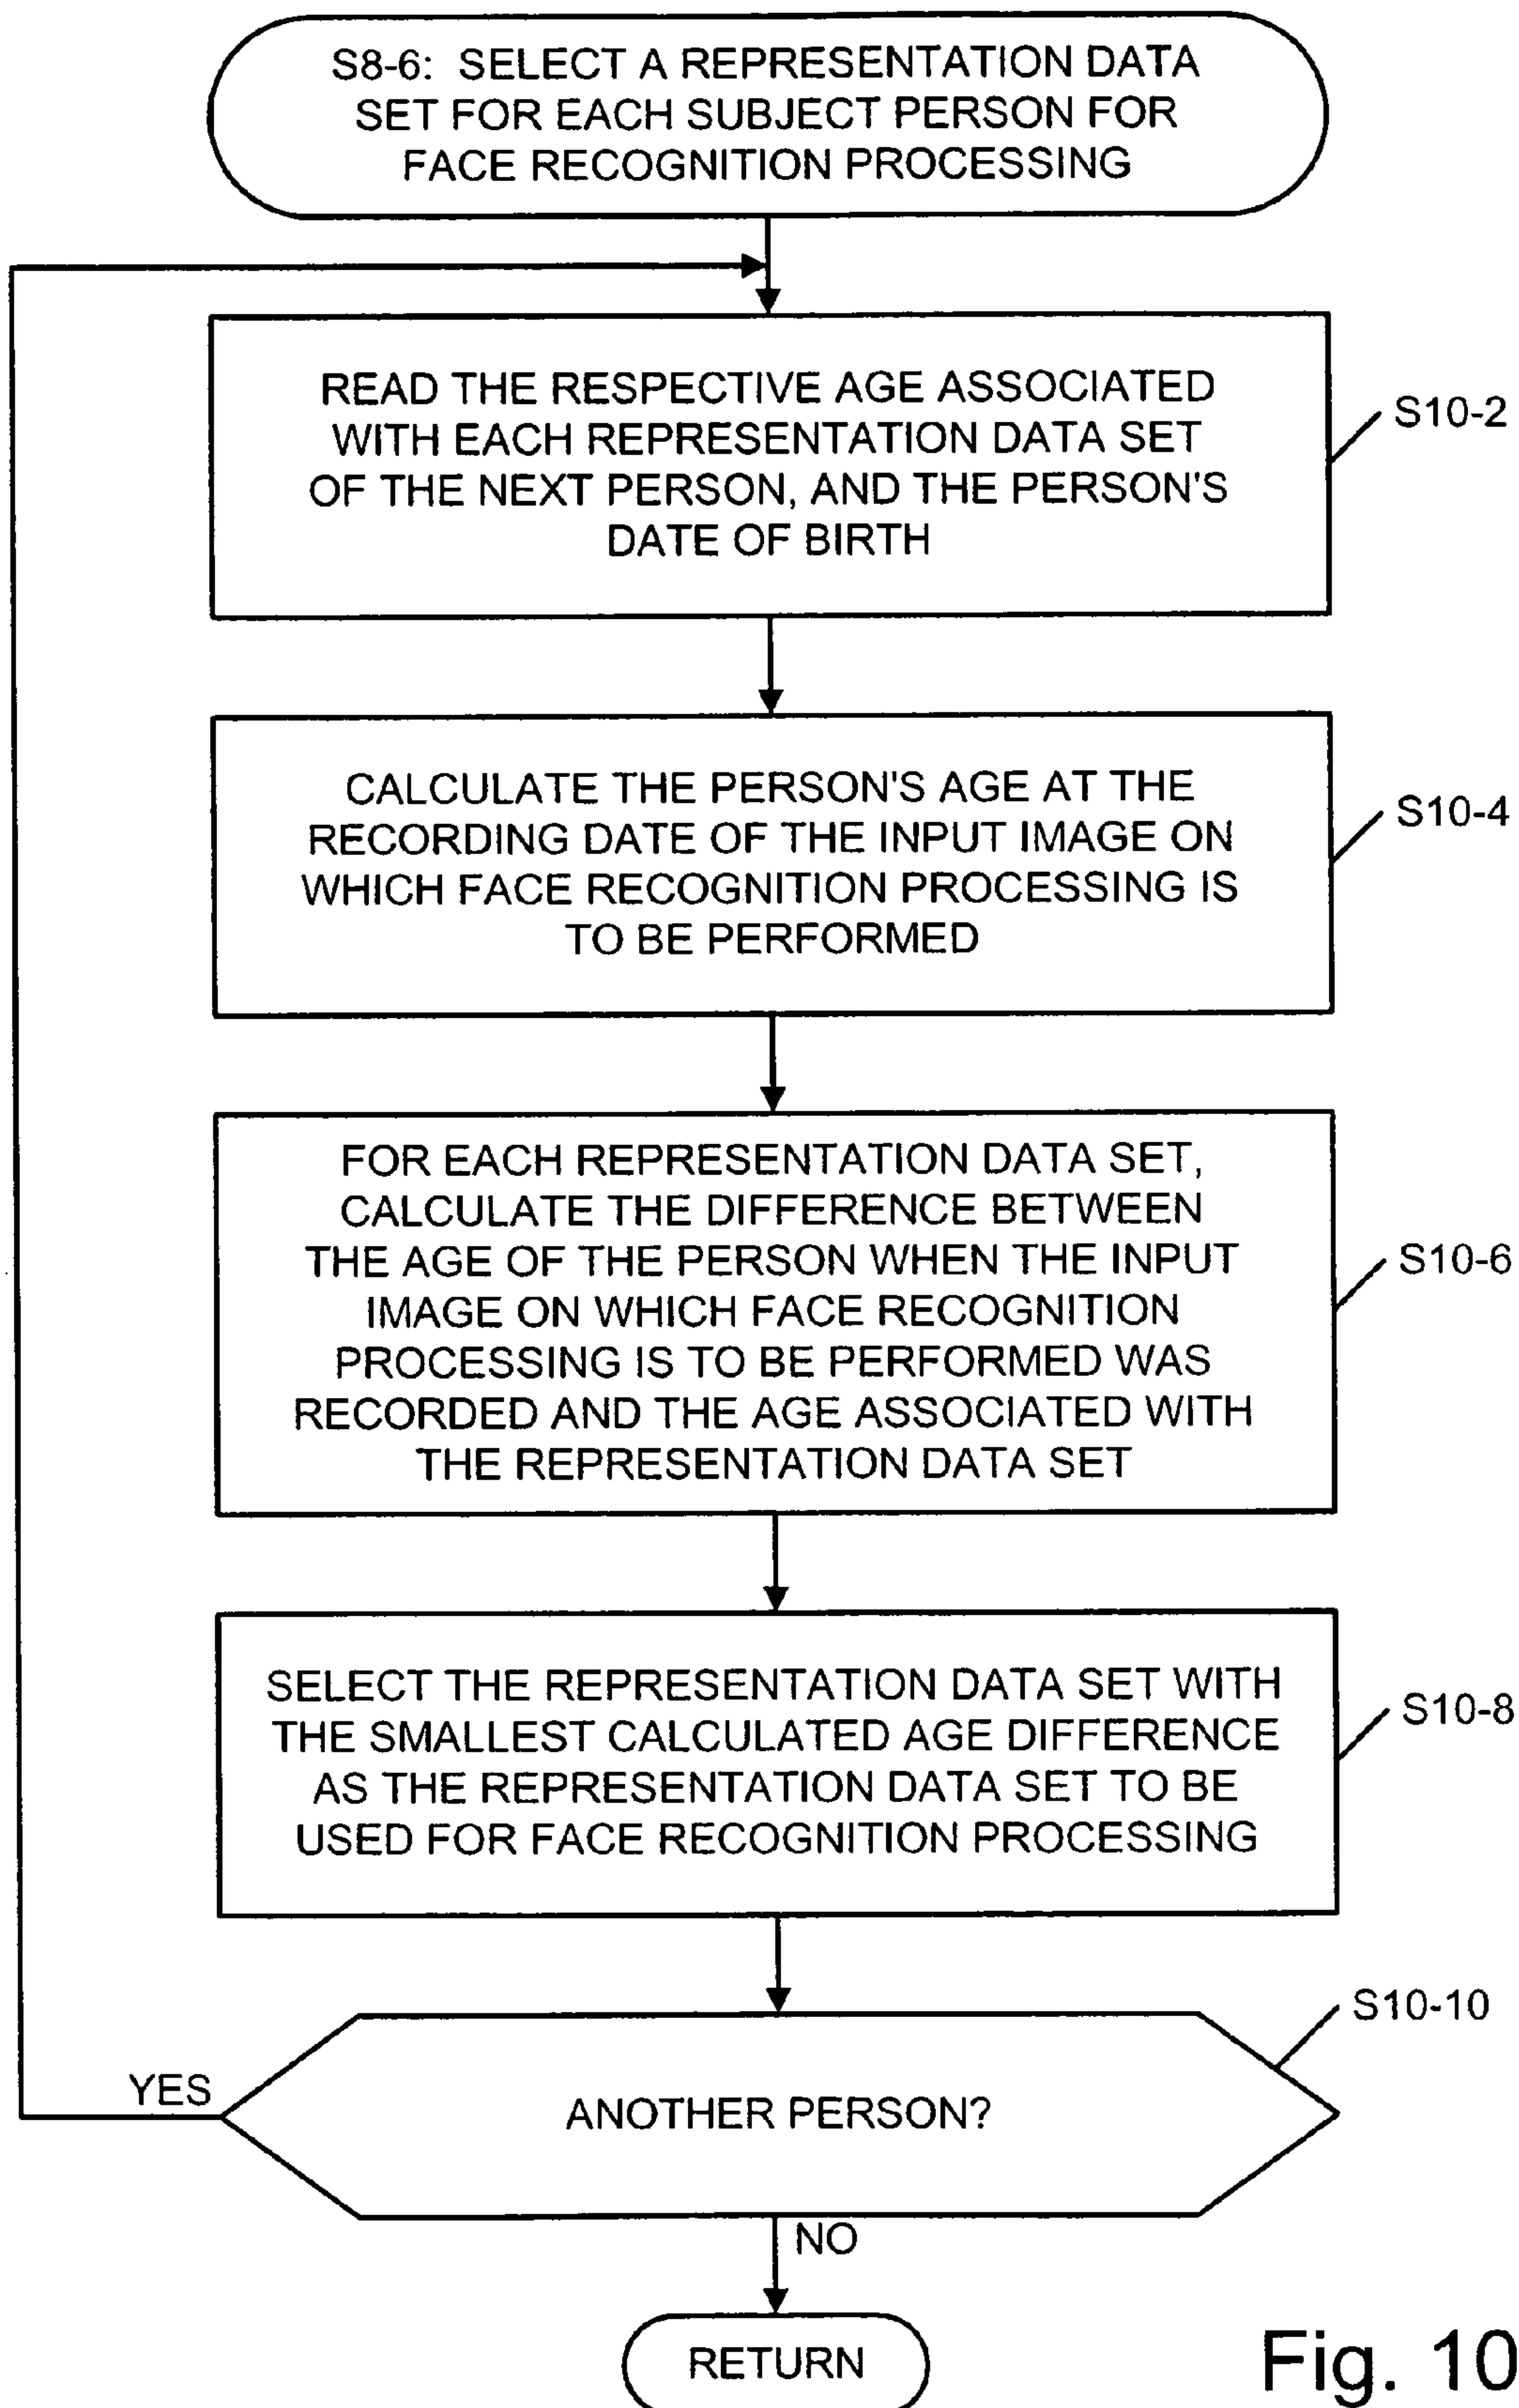 S8-6: SELECT A REPRESENTATION DATA
SET FOR EACH SUBJECT PERSON FOR
FACE RECOGNITION PROCESSING
READ THE RESPECTIVE AGE ASSOCIATED
WITH EACH REPRESENTATION DATA SET
OF THE NEXT PERSON, AND THE PERSON'S
DATE OF BIRTH
S10-2
CALCULATE THE PERSON'S AGE AT THE
RECORDING DATE OF THE INPUT IMAGE ON
WHICH FACE RECOGNITION PROCESSING IS
TO BE PERFORMED
S10-4
FOR EACH REPRESENTATION DATA SET,
CALCULATE THE DIFFERENCE BETWEEN
THE AGE OF THE PERSON WHEN THE INPUT
IMAGE ON WHICH FACE RECOGNITION
PROCESSING IS TO BE PERFORMED WAS
RECORDED AND THE AGE ASSOCIATED WITH
THE REPRESENTATION DATA SET
S10-6
SELECT THE REPRESENTATION DATA SET WITH
THE SMALLEST CALCULATED AGE DIFFERENCE
AS THE REPRESENTATION DATA SET TO BE
USED FOR FACE RECOGNITION PROCESSING
S10-8
S10-10
YES
ANOTHER PERSON?
NO
RETURN
Fig. 10